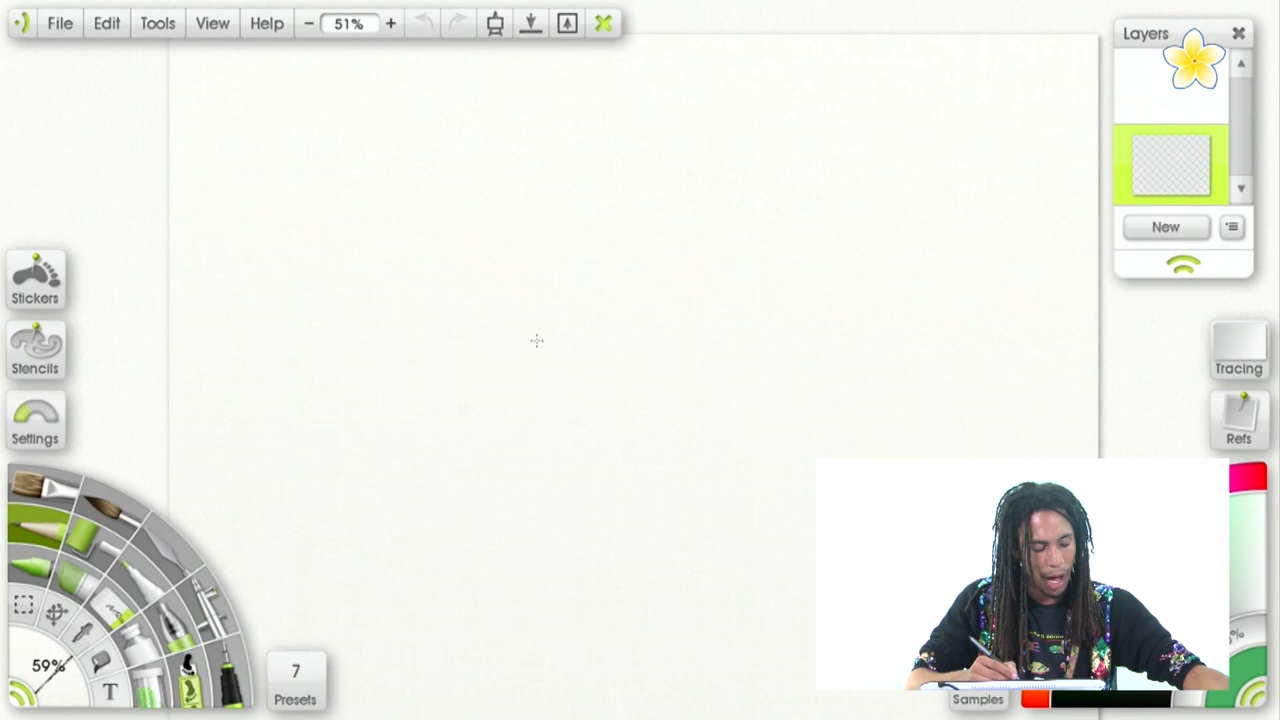 File Edit Tools View Help − 51% +
Layers
New
Stickers
Stencils
Settings
Tracing
Refs
59%
T
7
Presets
Samples